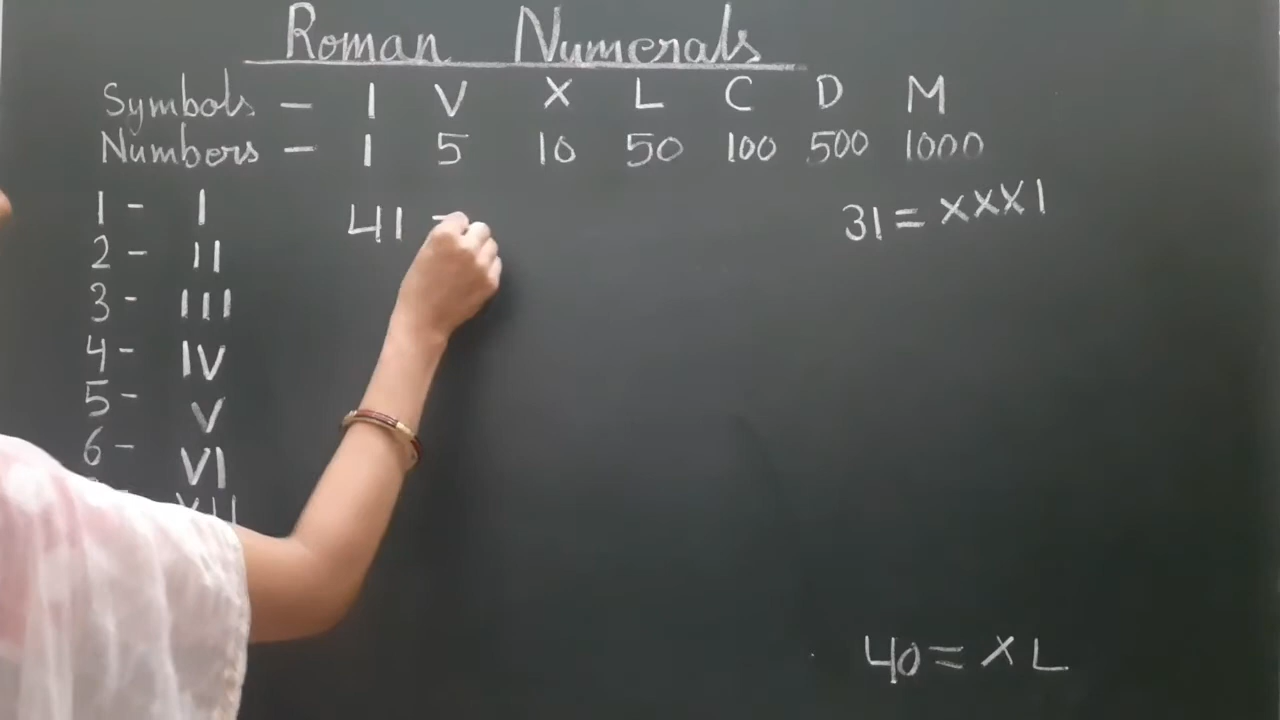 Roman Numerals
Symbols - I V X L C D M
Numbers - 1 5 10 50 100 500 1000
1 - I
41 =
31 = XXXI
2 - II
3 - III
4 - IV
5 - V
6 - VI
40 = XL